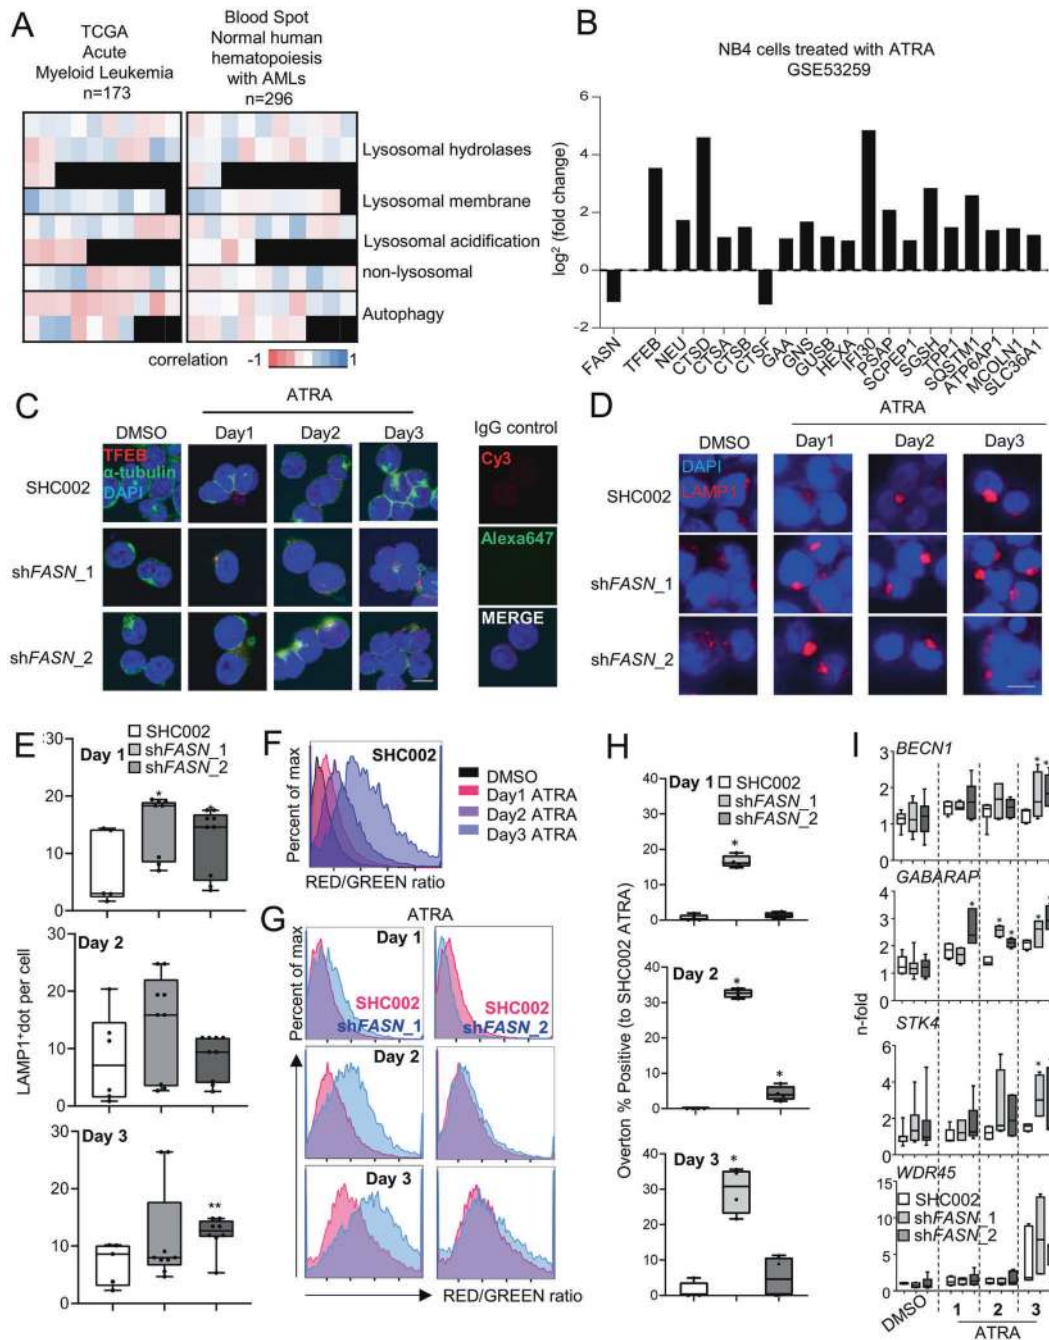 A
TCGA
Acute
Myeloid Leukemia
n=173
Blood Spot
Normal human
hematopoiesis
with AMLs
n=296
Lysosomal hydrolases
Lysosomal membrane
Lysosomal acidification
non-lysosomal
Autophagy
correlation -1 1
B
NB4 cells treated with ATRA
GSE53259
log² (fold change)
6
4
2
0
-2
FASN
TFEB
NEU
CTSD
CTSA
CTSB
CTSF
GAA
GNS
GUSB
HEXA
IFI30
PSAP
SCPEP1
SGSH
TPP1
SQSTM1
ATP6AP1
MCOLN1
SLC36A1
C
ATRA
DMSO Day1 Day2 Day3 IgG control
SHC002
TFEB
α-tubulin
DAPI
Cy3
shFASN_1
Alexa647
shFASN_2
MERGE
D
ATRA
DMSO Day1 Day2 Day3
SHC002
DAPI
LAMP1
shFASN_1
shFASN_2
E
SHC002
shFASN_1
shFASN_2
LAMP1⁺dot per cell
Day 1
30
20
10
0
*
*
Day 2
30
20
10
0
Day 3
30
20
10
0
**
F
SHC002
Percent of max
RED/GREEN ratio
DMSO
Day1 ATRA
Day2 ATRA
Day3 ATRA
G
ATRA
Percent of max
Day 1
SHC002
shFASN_1
SHC002
shFASN_2
Day 2
Day 3
RED/GREEN ratio
H
Overton % Positive (to SHC002 ATRA)
Day 1
SHC002
shFASN_1
shFASN_2
40
30
20
10
0
*
Day 2
40
30
20
10
0
*
*
Day 3
40
30
20
10
0
*
I
n-fold
BECN1
3
2
1
0
* *
GABARAP
4
3
2
1
0
* * * * *
STK4
6
4
2
0
*
WDR45
SHC002
shFASN_1
shFASN_2
15
10
5
0
DMSO 1 2 3
ATRA